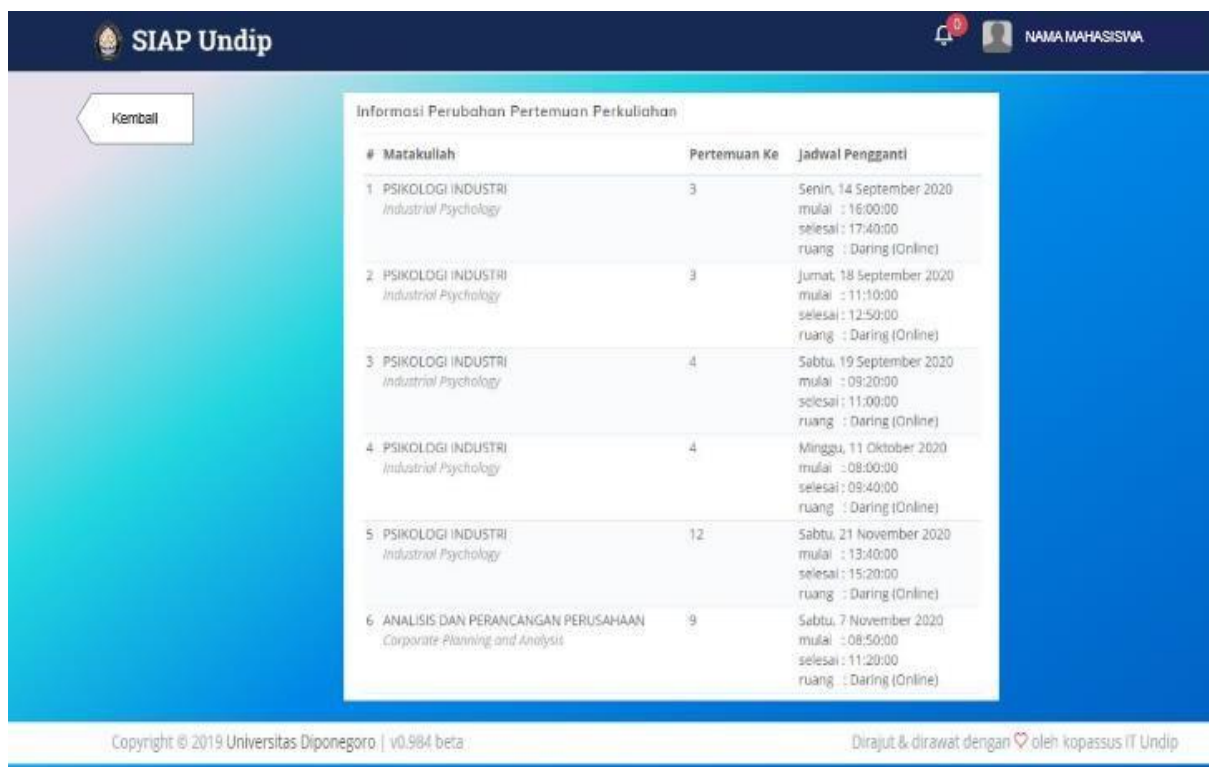 SIAP Undip
0
NAMA MAHASISWA
Kembali
Informasi Perubahan Pertemuan Perkuliahan
# Matakuliah Pertemuan Ke Jadwal Pengganti
1 PSIKOLOGI INDUSTRI 3 Senin, 14 September 2020
Industrial Psychology mulai : 16:00:00
selesai : 17:40:00
ruang : Daring (Online)
2 PSIKOLOGI INDUSTRI 3 Jumat, 18 September 2020
Industrial Psychology mulai : 11:10:00
selesai : 12:50:00
ruang : Daring (Online)
3 PSIKOLOGI INDUSTRI 4 Sabtu, 19 September 2020
Industrial Psychology mulai : 09:20:00
selesai : 11:00:00
ruang : Daring (Online)
4 PSIKOLOGI INDUSTRI 4 Minggu, 11 Oktober 2020
Industrial Psychology mulai : 08:00:00
selesai : 09:40:00
ruang : Daring (Online)
5 PSIKOLOGI INDUSTRI 12 Sabtu, 21 November 2020
Industrial Psychology mulai : 13:40:00
selesai : 15:20:00
ruang : Daring (Online)
6 ANALISIS DAN PERANCANGAN PERUSAHAAN 9 Sabtu, 7 November 2020
Corporate Planning and Analysis mulai : 08:50:00
selesai : 11:20:00
ruang : Daring (Online)
Copyright © 2019 Universitas Diponegoro | v0.984 beta Dirajut & dirawat dengan ♡ oleh kopassus IT Undip